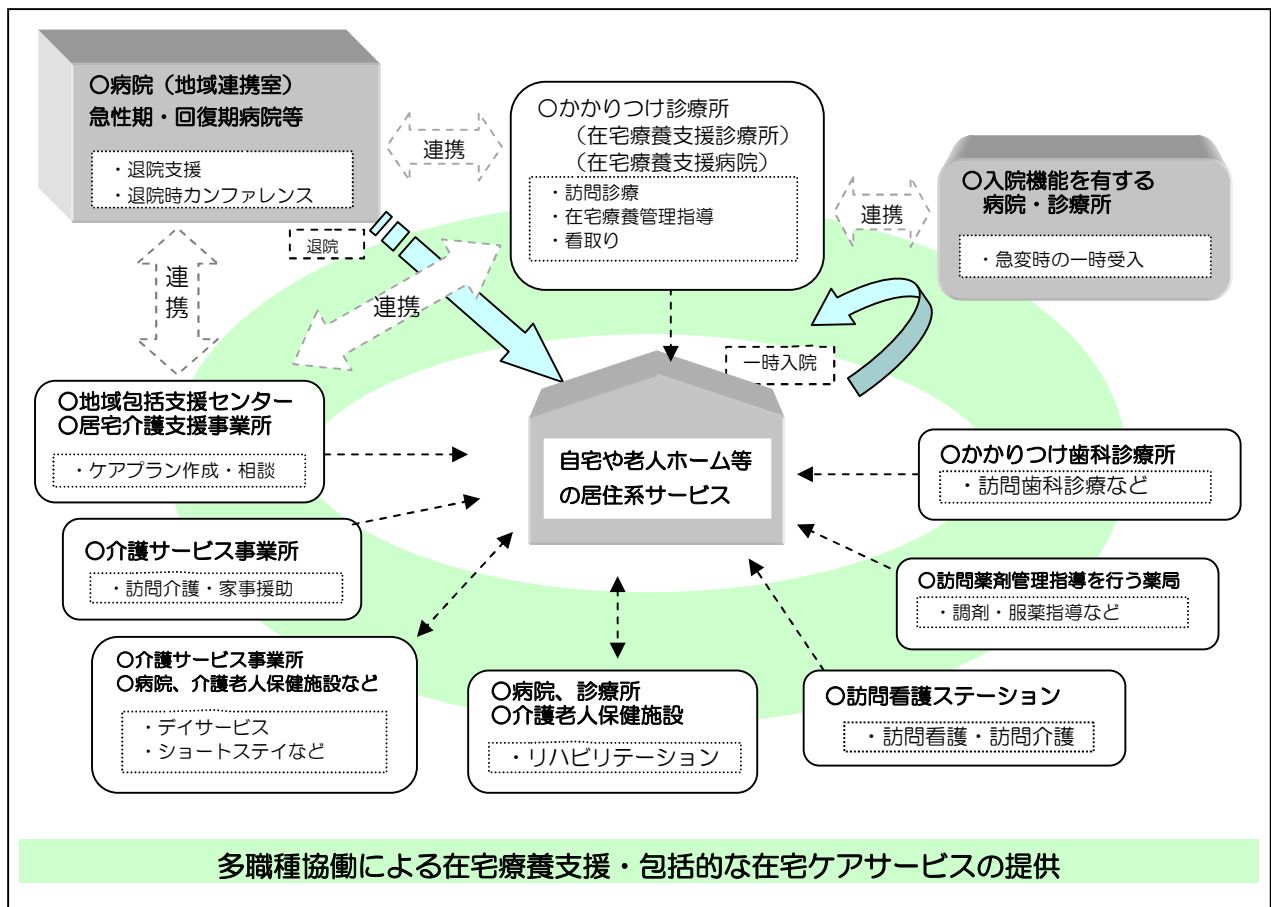 〇病院（地域連携室）
急性期・回復期病院等
・退院支援
・退院時カンファレンス
連携
〇かかりつけ診療所
（在宅療養支援診療所）
（在宅療養支援病院）
・訪問診療
・在宅療養管理指導
・看取り
連携
〇入院機能を有する
病院・診療所
・急変時の一時受入
退院
連携
連携
一時入院
〇地域包括支援センター
〇居宅介護支援事業所
・ケアプラン作成・相談
自宅や老人ホーム等
の居住系サービス
〇かかりつけ歯科診療所
・訪問歯科診療など
〇介護サービス事業所
・訪問介護・家事援助
〇訪問薬剤管理指導を行う薬局
・調剤・服薬指導など
〇介護サービス事業所
〇病院、介護老人保健施設など
・デイサービス
・ショートステイなど
〇病院、診療所
〇介護老人保健施設
・リハビリテーション
〇訪問看護ステーション
・訪問看護・訪問介護
多職種協働による在宅療養支援・包括的な在宅ケアサービスの提供